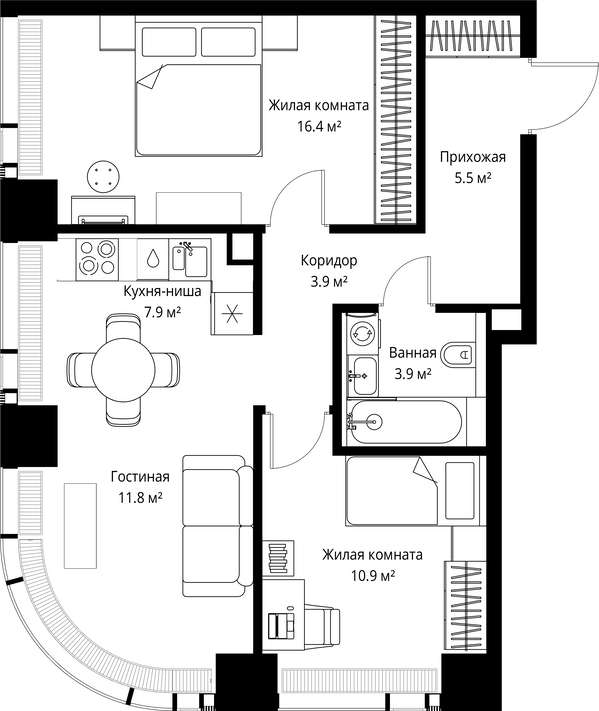 Жилая комната
16.4 м²
Прихожая
5.5 м²
Коридор
3.9 м²
Кухня-ниша
7.9 м²
Ванная
3.9 м²
Гостиная
11.8 м²
Жилая комната
10.9 м²